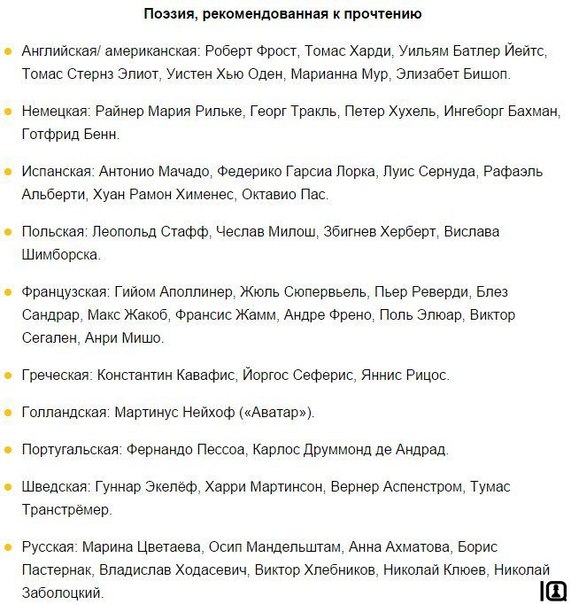 Поэзия, рекомендованная к прочтению
Английская/ американская: Роберт Фрост, Томас Харди, Уильям Батлер Йейтс,
Томас Стернз Элиот, Уистен Хью Оден, Марианна Мур, Элизабет Бишоп.
Немецкая: Райнер Мария Рильке, Георг Тракль, Петер Хухель, Ингеборг Бахман,
Готфрид Бенн.
Испанская: Антонио Мачадо, Федерико Гарсиа Лорка, Луис Сернуда, Рафаэль
Альберти, Хуан Рамон Хименес, Октавио Пас.
Польская: Леопольд Стафф, Чеслав Милош, Збигнев Херберт, Вислава
Шимборска.
Французская: Гийом Аполлинер, Жюль Сюпервьель, Пьер Реверди, Блез
Сандрар, Макс Жакоб, Франсис Жамм, Андре Френо, Поль Элюар, Виктор
Сегален, Анри Мишо.
Греческая: Константин Кавафис, Йоргос Сеферис, Яннис Рицос.
Голландская: Мартинус Нейхоф («Аватар»).
Португальская: Фернандо Пессоа, Карлос Друммонд де Андрад.
Шведская: Гуннар Экелёф, Харри Мартинсон, Вернер Аспенстром, Тумас
Транстрёмер.
Русская: Марина Цветаева, Осип Мандельштам, Анна Ахматова, Борис
Пастернак, Владислав Ходасевич, Виктор Хлебников, Николай Клюев, Николай
Заболоцкий.
IQ